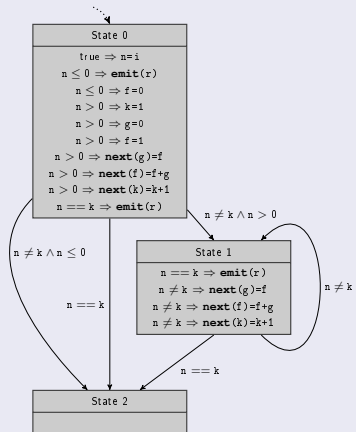 State 0
true ⇒ n=i
n ≤ 0 ⇒ emit(r)
n ≤ 0 ⇒ f=0
n > 0 ⇒ k=1
n > 0 ⇒ g=0
n > 0 ⇒ f=1
n > 0 ⇒ next(g)=f
n > 0 ⇒ next(f)=f+g
n > 0 ⇒ next(k)=k+1
n == k ⇒ emit(r)
n ≠ k ∧ n > 0
State 1
n == k ⇒ emit(r)
n ≠ k ⇒ next(g)=f
n ≠ k ⇒ next(f)=f+g
n ≠ k ⇒ next(k)=k+1
n ≠ k ∧ n ≤ 0
n == k
n ≠ k
n == k
State 2